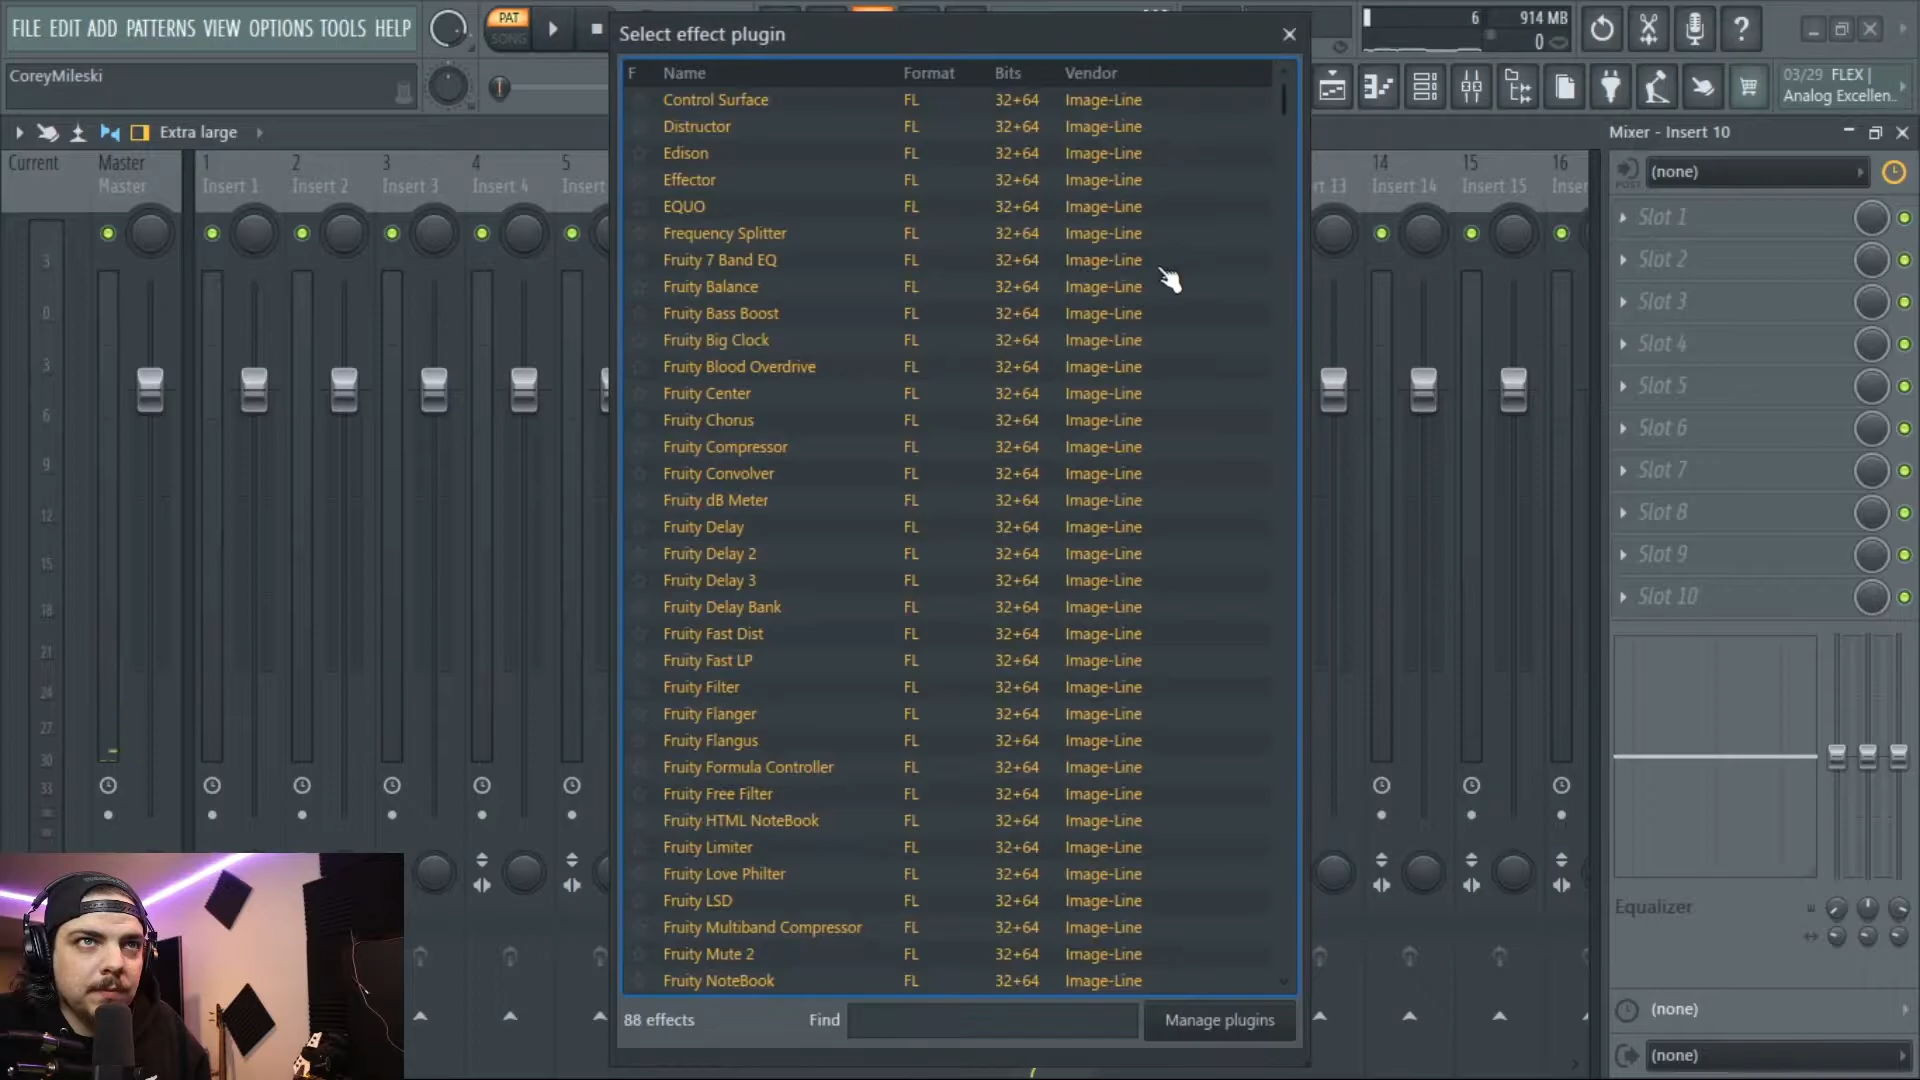 FILE EDIT ADD PATTERNS VIEW OPTIONS TOOLS HELP
PAT
SONG
6
914 MB
0
CoreyMileski
03/29 FLEX |
Analog Excellen..
Extra large
Select effect plugin
F Name Format Bits Vendor
Control Surface FL 32+64 Image-Line
Distructor FL 32+64 Image-Line
Edison FL 32+64 Image-Line
Effector FL 32+64 Image-Line
EQUO FL 32+64 Image-Line
Frequency Splitter FL 32+64 Image-Line
Fruity 7 Band EQ FL 32+64 Image-Line
Fruity Balance FL 32+64 Image-Line
Fruity Bass Boost FL 32+64 Image-Line
Fruity Big Clock FL 32+64 Image-Line
Fruity Blood Overdrive FL 32+64 Image-Line
Fruity Center FL 32+64 Image-Line
Fruity Chorus FL 32+64 Image-Line
Fruity Compressor FL 32+64 Image-Line
Fruity Convolver FL 32+64 Image-Line
Fruity dB Meter FL 32+64 Image-Line
Fruity Delay FL 32+64 Image-Line
Fruity Delay 2 FL 32+64 Image-Line
Fruity Delay 3 FL 32+64 Image-Line
Fruity Delay Bank FL 32+64 Image-Line
Fruity Fast Dist FL 32+64 Image-Line
Fruity Fast LP FL 32+64 Image-Line
Fruity Filter FL 32+64 Image-Line
Fruity Flanger FL 32+64 Image-Line
Fruity Flangus FL 32+64 Image-Line
Fruity Formula Controller FL 32+64 Image-Line
Fruity Free Filter FL 32+64 Image-Line
Fruity HTML NoteBook FL 32+64 Image-Line
Fruity Limiter FL 32+64 Image-Line
Fruity Love Philter FL 32+64 Image-Line
Fruity LSD FL 32+64 Image-Line
Fruity Multiband Compressor FL 32+64 Image-Line
Fruity Mute 2 FL 32+64 Image-Line
Fruity NoteBook FL 32+64 Image-Line
88 effects Find Manage plugins
Current Master 1 2 3 4 5
Master Insert 1 Insert 2 Insert 3 Insert 4 Insert
3
0
3
6
9
12
15
18
21
24
27
30
33
14 15 16
rt 13 Insert 14 Insert 15 Inser
Mixer - Insert 10
(none)
POST
Slot 1
Slot 2
Slot 3
Slot 4
Slot 5
Slot 6
Slot 7
Slot 8
Slot 9
Slot 10
Equalizer
(none)
(none)